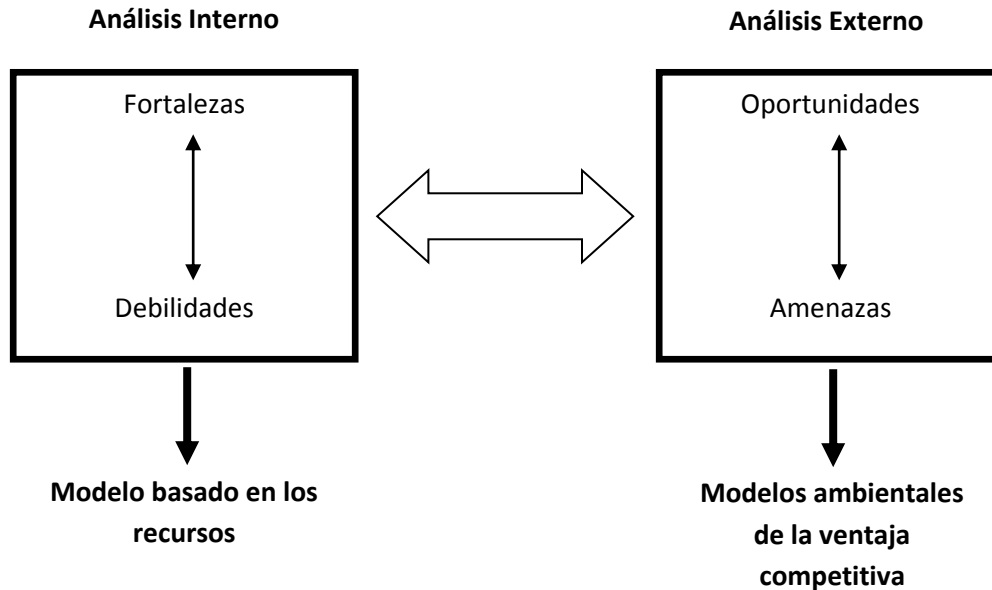 Análisis Interno
Fortalezas
Debilidades
Modelo basado en los
recursos
Análisis Externo
Oportunidades
Amenazas
Modelos ambientales
de la ventaja
competitiva